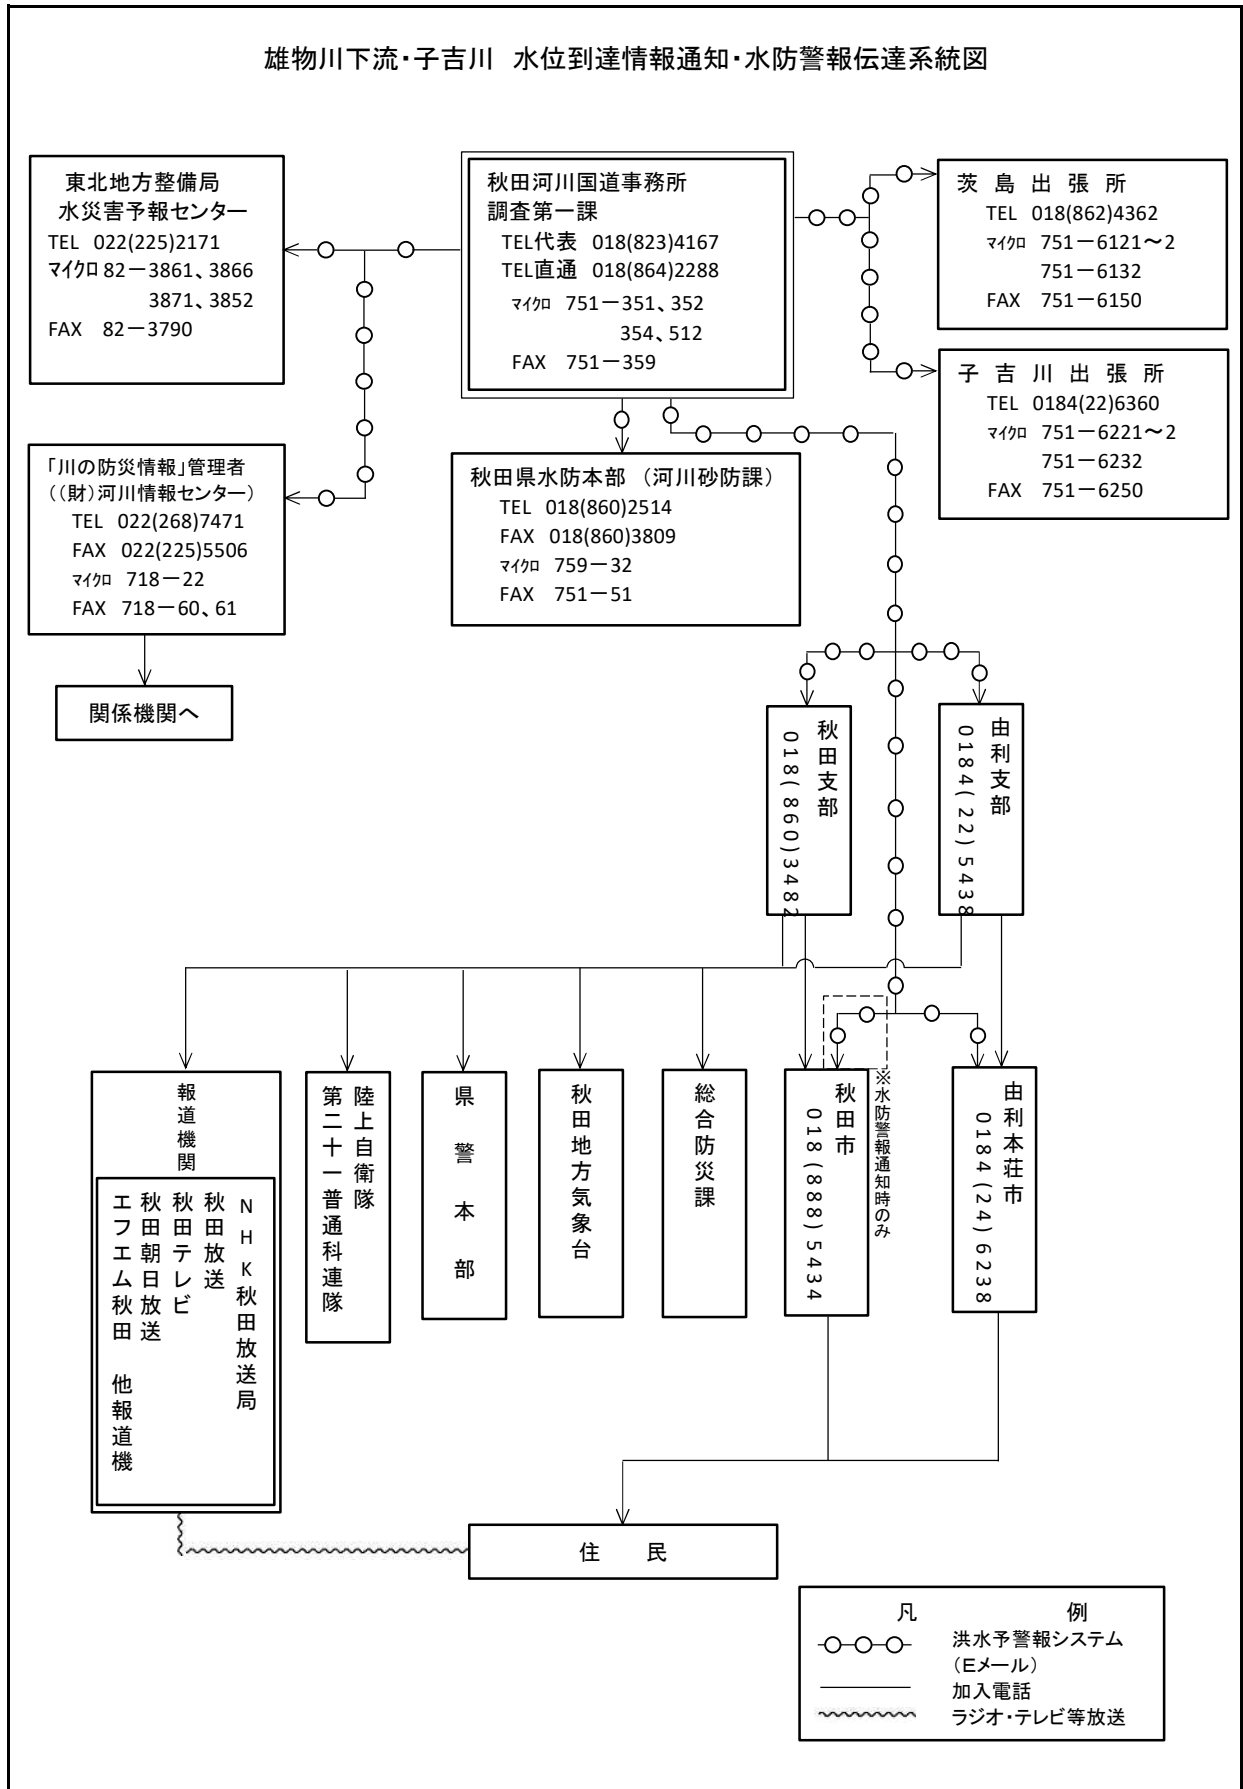 雄物川下流・子吉川 水位到達情報通知・水防警報伝達系統図
東北地方整備局
水災害予報センター
TEL 022(225)2171
マイクロ 82－3861、3866
3871、3852
FAX 82－3790
秋田河川国道事務所
調査第一課
TEL代表 018(823)4167
TEL直通 018(864)2288
マイクロ 751－351、352
354、512
FAX 751－359
茨島出張所
TEL 018(862)4362
マイクロ 751－6121～2
751－6132
FAX 751－6150
子吉川出張所
TEL 0184(22)6360
マイクロ 751－6221～2
751－6232
FAX 751－6250
「川の防災情報」管理者
((財)河川情報センター)
TEL 022(268)7471
FAX 022(225)5506
マイクロ 718－22
FAX 718－60、61
秋田県水防本部 (河川砂防課)
TEL 018(860)2514
FAX 018(860)3809
マイクロ 759－32
FAX 751－51
関係機関へ
秋田支部
018(860)3482
由利支部
0184(22)5438
報道機関
NHK秋田放送局
秋田放送
秋田テレビ
秋田朝日放送
エフエム秋田 他報道機
陸上自衛隊
第二十一普通科連隊
県警本部
秋田地方気象台
総合防災課
秋田市
018(888)5434
※水防警報通知時のみ
由利本荘市
0184(24)6238
住民
凡例
洪水予警報システム
(Eメール)
加入電話
ラジオ・テレビ等放送